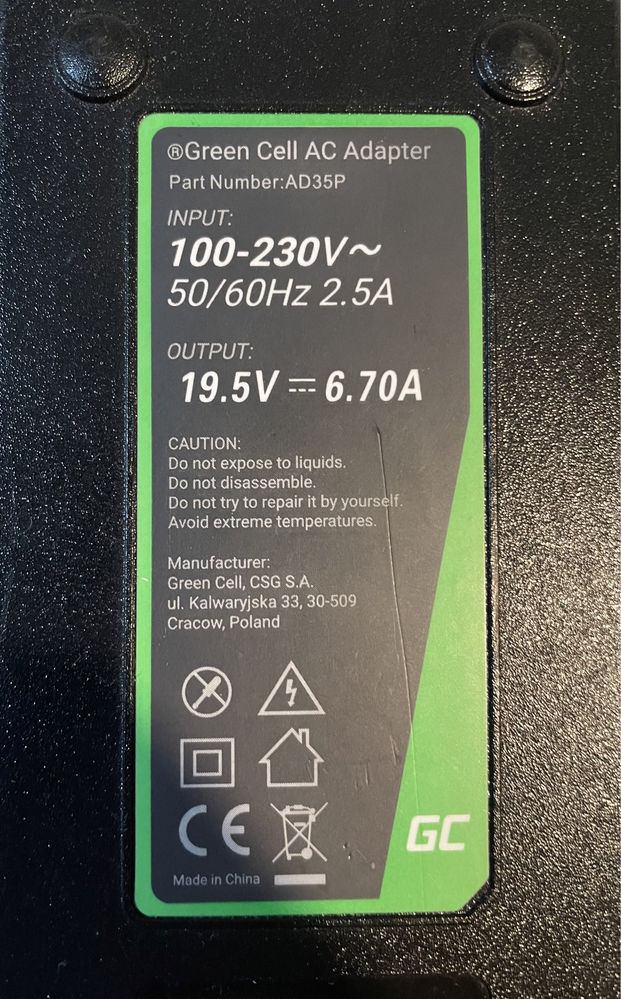 ®Green Cell AC Adapter
Part Number:AD35P
INPUT:
100-230V~
50/60Hz 2.5A
OUTPUT:
19.5V⎓6.70A
CAUTION:
Do not expose to liquids.
Do not disassemble.
Do not try to repair it by yourself.
Avoid extreme temperatures.
Manufacturer:
Green Cell, CSG S.A.
ul. Kalwaryjska 33, 30-509
Cracow, Poland
CE
GC
Made in China